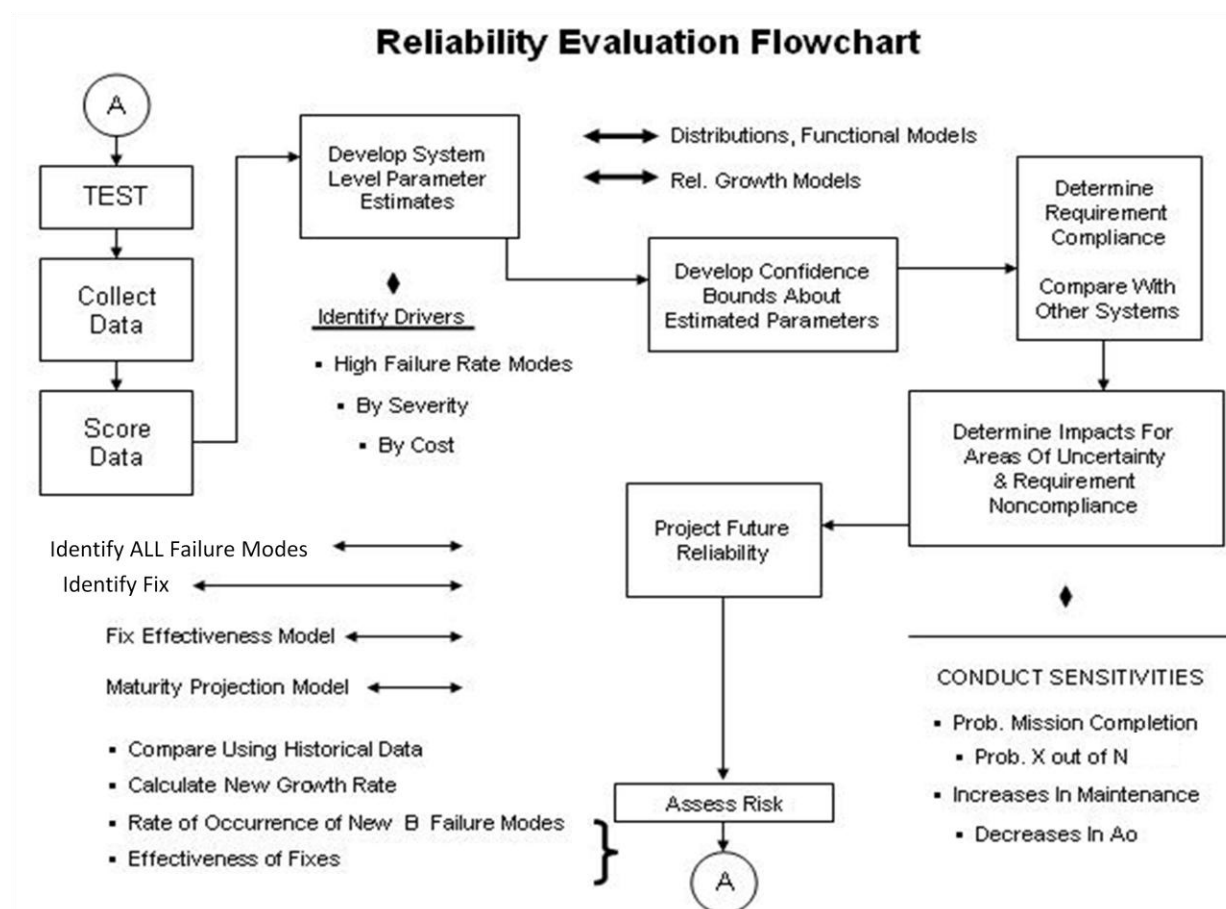 Reliability Evaluation Flowchart
A
TEST
Collect
Data
Score
Data
Develop System
Level Parameter
Estimates
Distributions, Functional Models
Rel. Growth Models
Identify Drivers
▪ High Failure Rate Modes
▪ By Severity
▪ By Cost
Develop Confidence
Bounds About
Estimated Parameters
Determine
Requirement
Compliance
Compare With
Other Systems
Determine Impacts For
Areas Of Uncertainty
& Requirement
Noncompliance
Project Future
Reliability
Identify ALL Failure Modes
Identify Fix
Fix Effectiveness Model
Maturity Projection Model
▪ Compare Using Historical Data
▪ Calculate New Growth Rate
▪ Rate of Occurrence of New B Failure Modes
▪ Effectiveness of Fixes
CONDUCT SENSITIVITIES
▪ Prob. Mission Completion
▪ Prob. X out of N
▪ Increases In Maintenance
▪ Decreases In Ao
Assess Risk
A